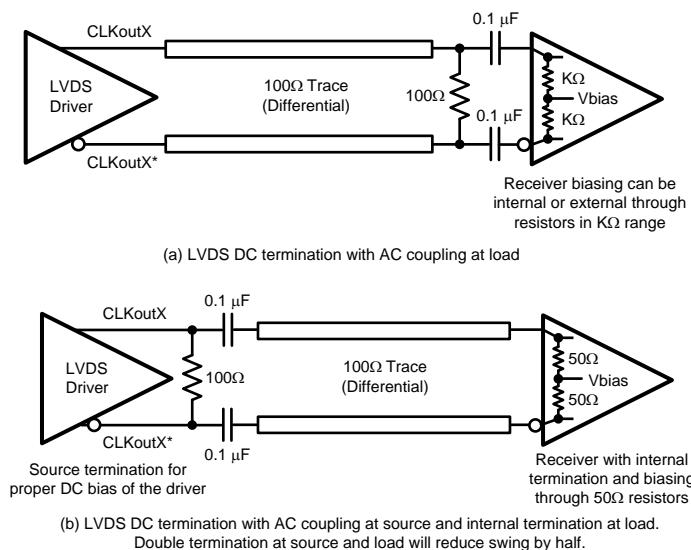 CLKoutX
0.1 µF
LVDS
Driver
100Ω Trace
(Differential)
100Ω
KΩ
Vbias
KΩ
0.1 µF
CLKoutX*
Receiver biasing can be
internal or external through
resistors in KΩ range
(a) LVDS DC termination with AC coupling at load
CLKoutX
0.1 µF
LVDS
Driver
100Ω
100Ω Trace
(Differential)
50Ω
Vbias
50Ω
CLKoutX*
0.1 µF
Source termination for
proper DC bias of the driver
Receiver with internal
termination and biasing
through 50Ω resistors
(b) LVDS DC termination with AC coupling at source and internal termination at load.
Double termination at source and load will reduce swing by half.